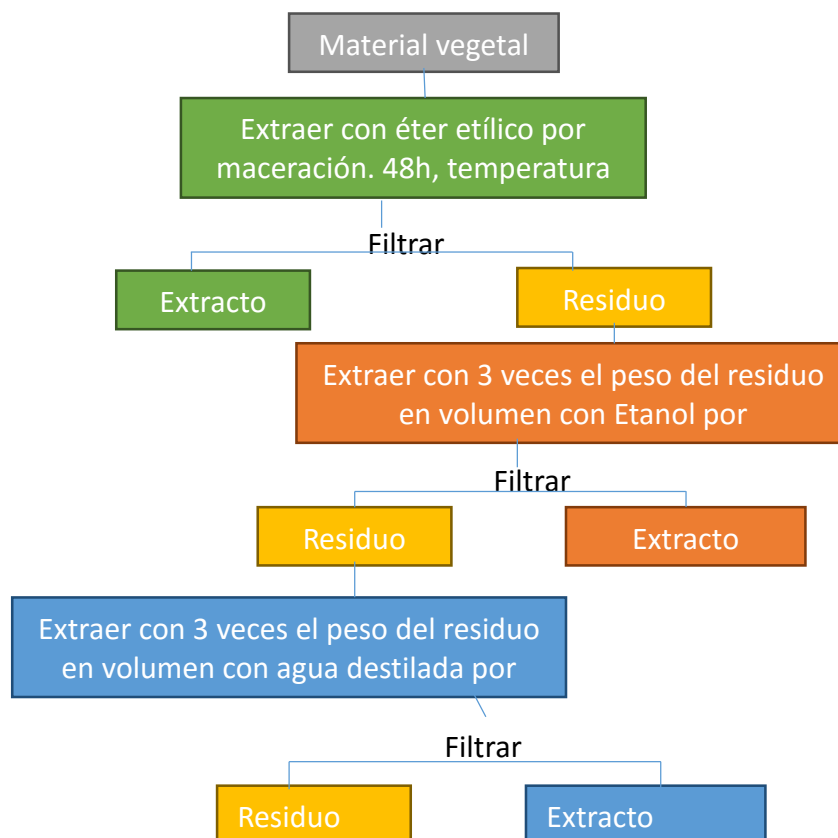 Material vegetal
Extraer con éter etílico por
maceración. 48h, temperatura
Filtrar
Extracto
Residuo
Extraer con 3 veces el peso del residuo
en volumen con Etanol por
Filtrar
Residuo
Extracto
Extraer con 3 veces el peso del residuo
en volumen con agua destilada por
Filtrar
Residuo
Extracto